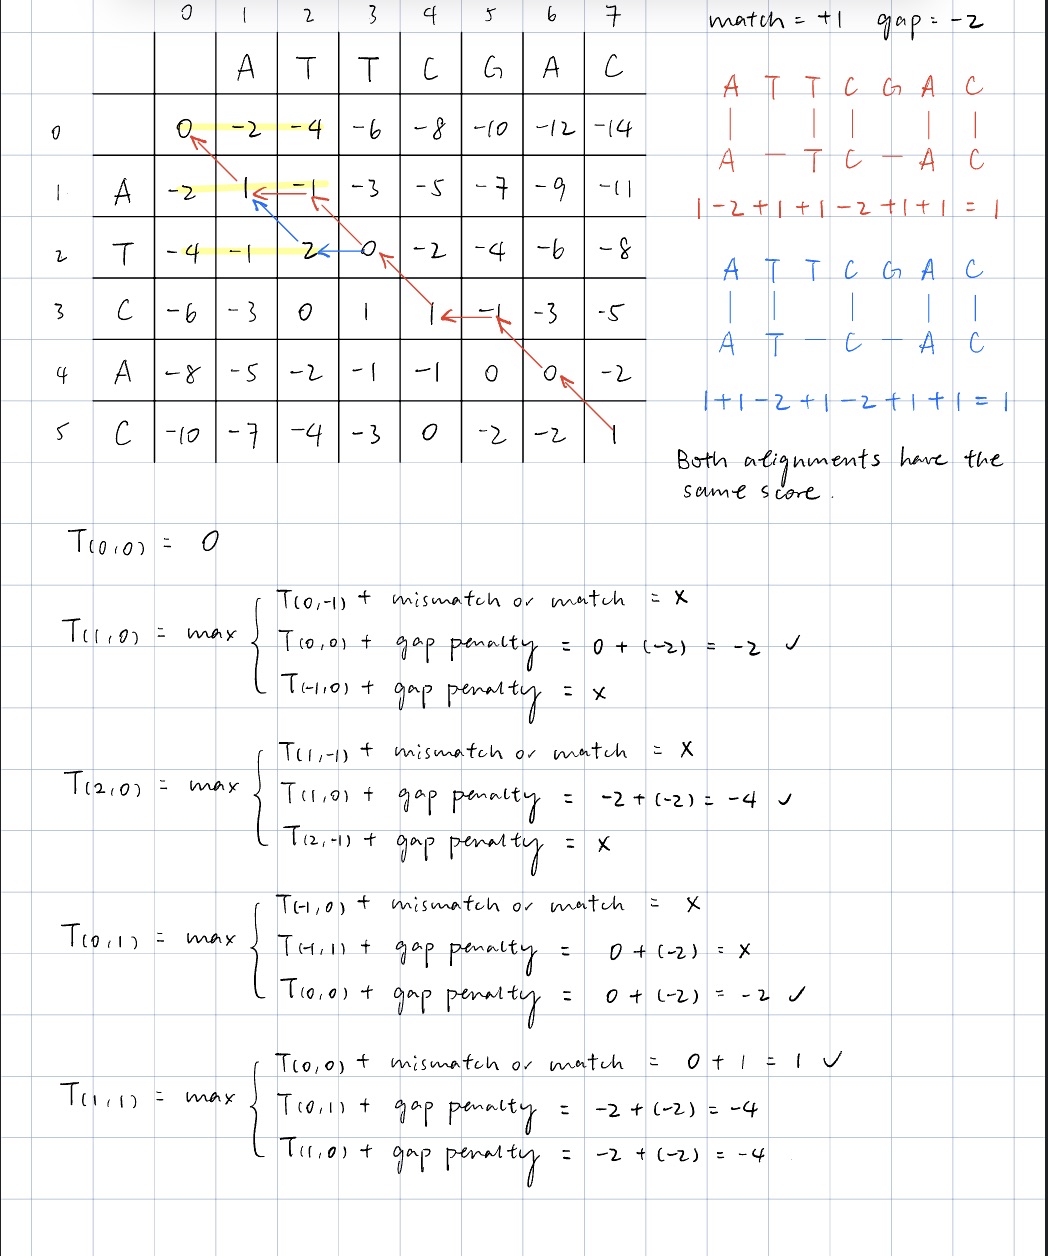 0 1 2 3 4 5 6 7
match = +1 gap = -2
A T T C G A C
0 0 -2 -4 -6 -8 -10 -12 -14
1 A -2 1 -1 -3 -5 -7 -9 -11
2 T -4 -1 2 0 -2 -4 -6 -8
3 C -6 -3 0 1 1 -1 -3 -5
4 A -8 -5 -2 -1 -1 0 0 -2
5 C -10 -7 -4 -3 0 -2 -2 1
A T T C G A C
| | | | |
A - T C - A C
1-2+1+1-2+1+1 = 1
A T T C G A C
| | | | |
A T - C - A C
1+1-2+1-2+1+1 = 1
Both alignments have the
same score.
T(0,0) = 0
T(1,0) = max
T(0,-1) + mismatch or match = x
T(0,0) + gap penalty = 0 + (-2) = -2 ✓
T(-1,0) + gap penalty = x
T(2,0) = max
T(1,-1) + mismatch or match = x
T(1,0) + gap penalty = -2 + (-2) = -4 ✓
T(2,-1) + gap penalty = x
T(0,1) = max
T(-1,0) + mismatch or match = x
T(-1,1) + gap penalty = 0 + (-2) = x
T(0,0) + gap penalty = 0 + (-2) = -2 ✓
T(1,1) = max
T(0,0) + mismatch or match = 0 + 1 = 1 ✓
T(0,1) + gap penalty = -2 + (-2) = -4
T(1,0) + gap penalty = -2 + (-2) = -4